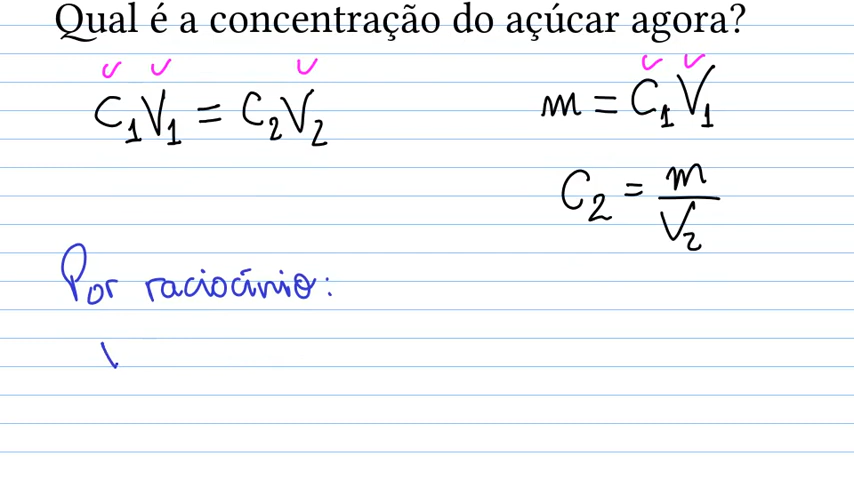 Qual é a concentração do açúcar agora?
C₁V₁ = C₂V₂
m = C₁V₁
C₂ = m/V₂
Por raciocínio: